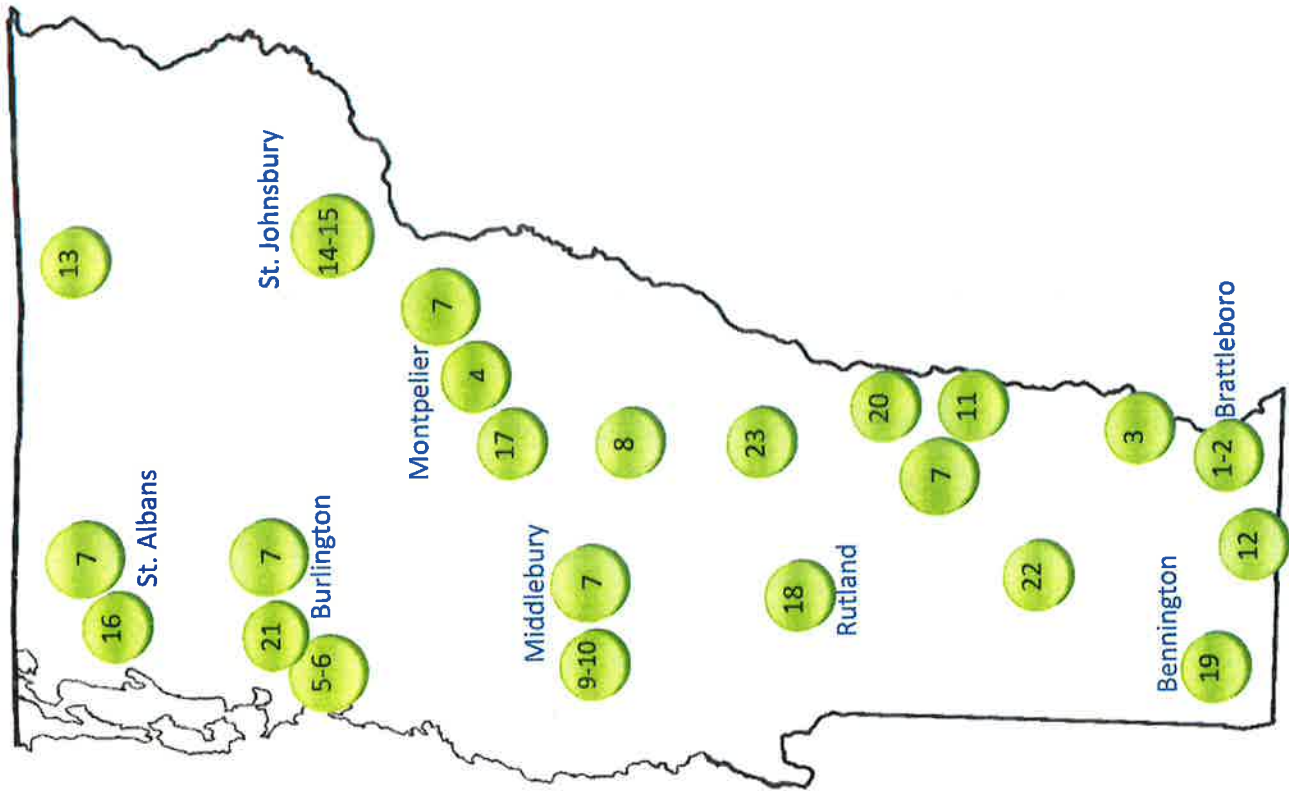 13
St. Johnsbury
14-15
7
St. Albans
16
7
Burlington
21
5-6
Montpelier
7
4
17
8
23
Middlebury
7
9-10
18
Rutland
20
11
7
22
3
1-2
Brattleboro
12
Bennington
19